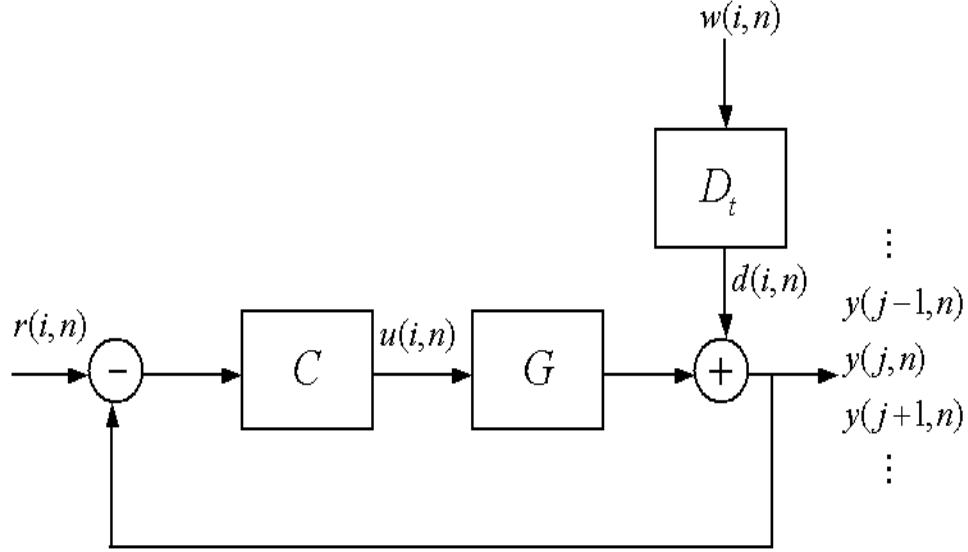 w(i,n)
D_t
⋮
d(i,n)
y(j−1,n)
r(i,n)
u(i,n)
y(j,n)
-
C
G
+
y(j+1,n)
⋮